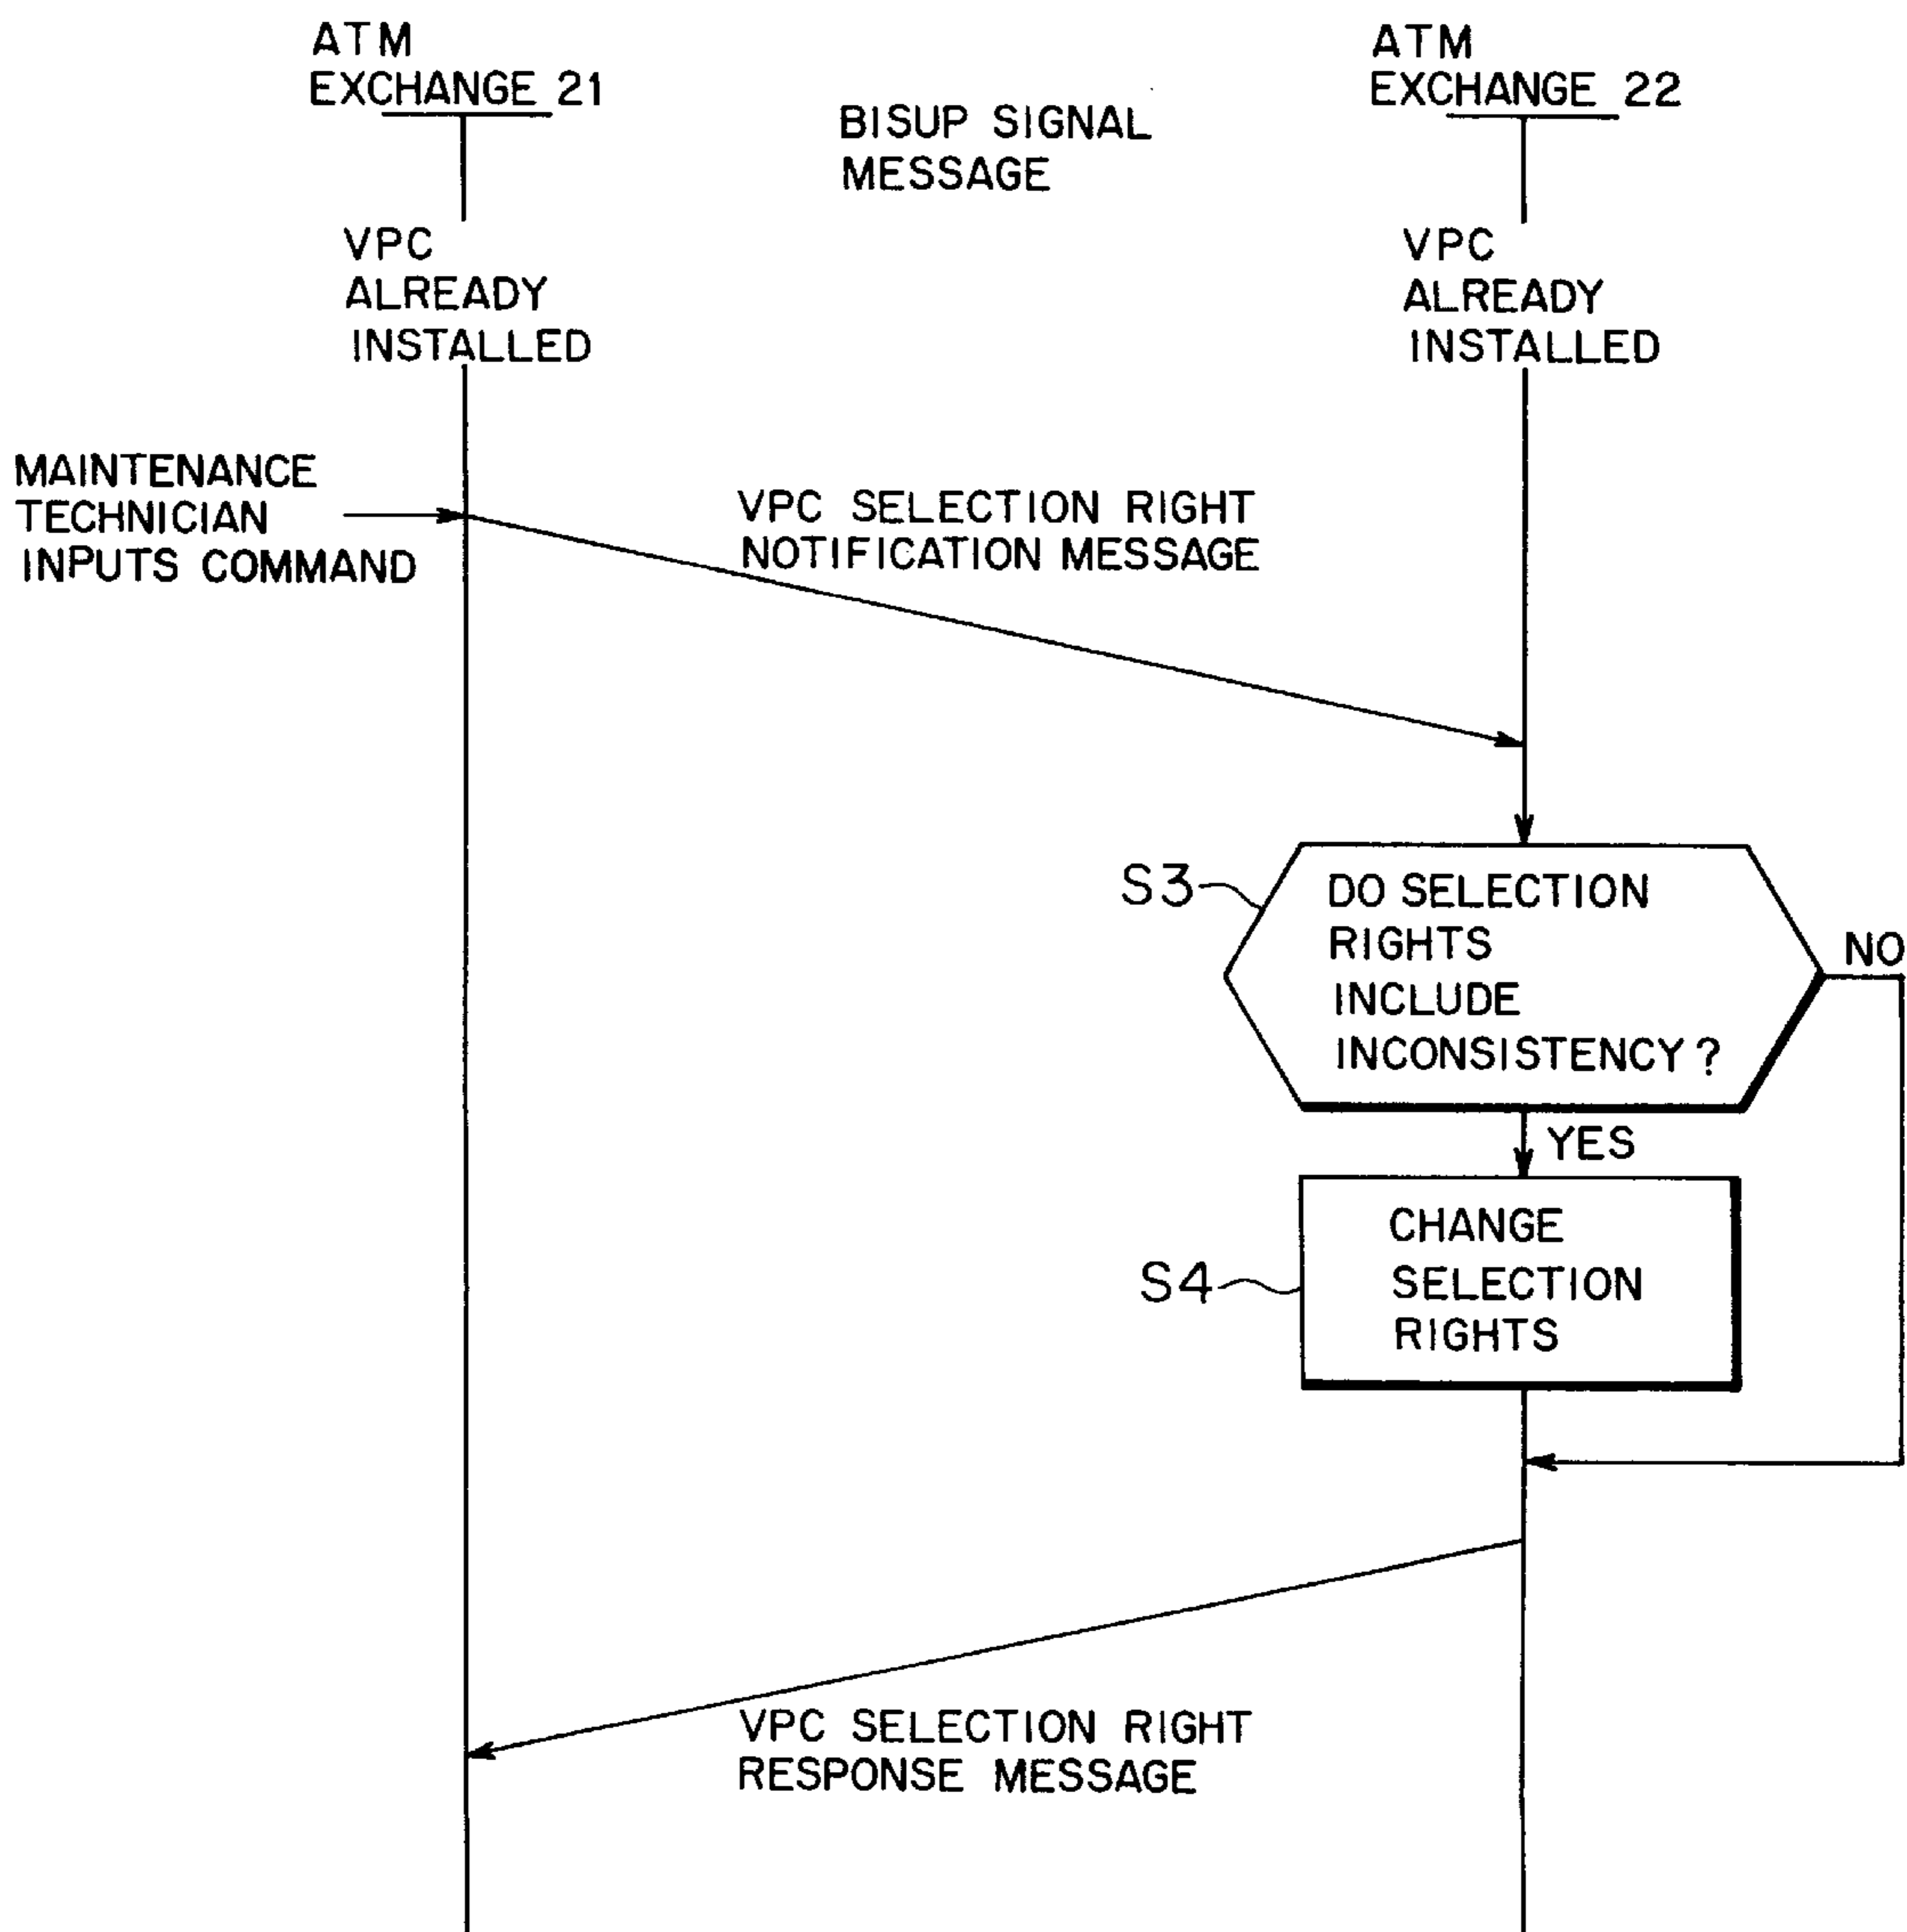 ATM
EXCHANGE 21
ATM
EXCHANGE 22
BISUP SIGNAL
MESSAGE
VPC
ALREADY
INSTALLED
VPC
ALREADY
INSTALLED
MAINTENANCE
TECHNICIAN
INPUTS COMMAND
VPC SELECTION RIGHT
NOTIFICATION MESSAGE
S3
DO SELECTION
RIGHTS
INCLUDE
INCONSISTENCY?
NO
YES
S4
CHANGE
SELECTION
RIGHTS
VPC SELECTION RIGHT
RESPONSE MESSAGE